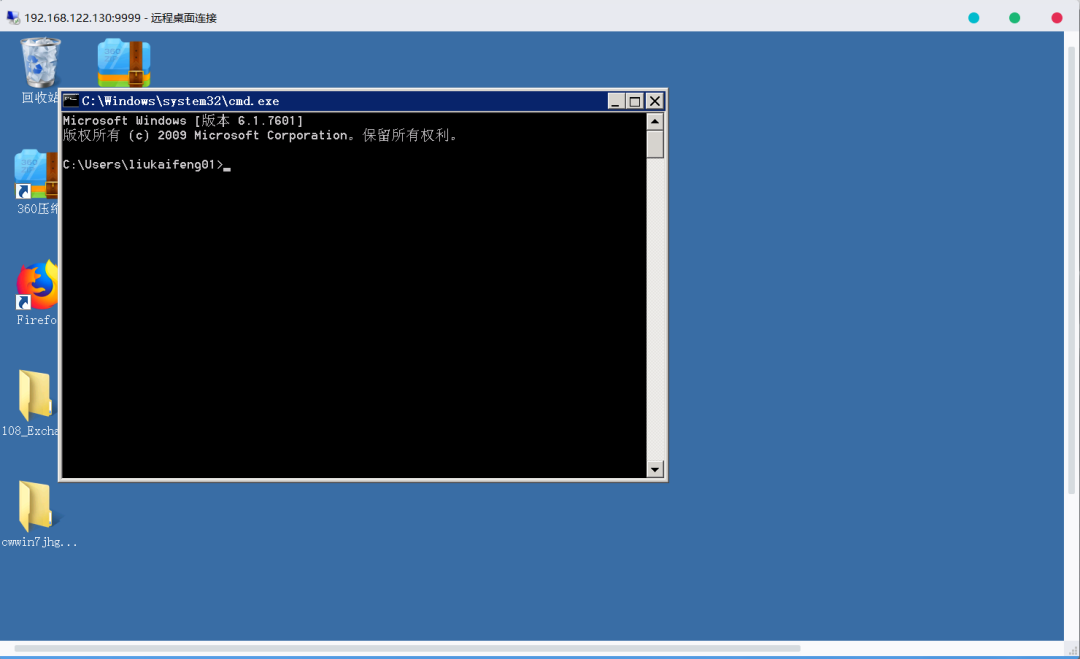 192.168.122.130:9999 - 远程桌面连接
回收站
C:\Windows\system32\cmd.exe
Microsoft Windows [版本 6.1.7601]
版权所有 (c) 2009 Microsoft Corporation。保留所有权利。
C:\Users\liukaifeng01>
360压缩
Firefo
108_Excha
cwwin7jhg...